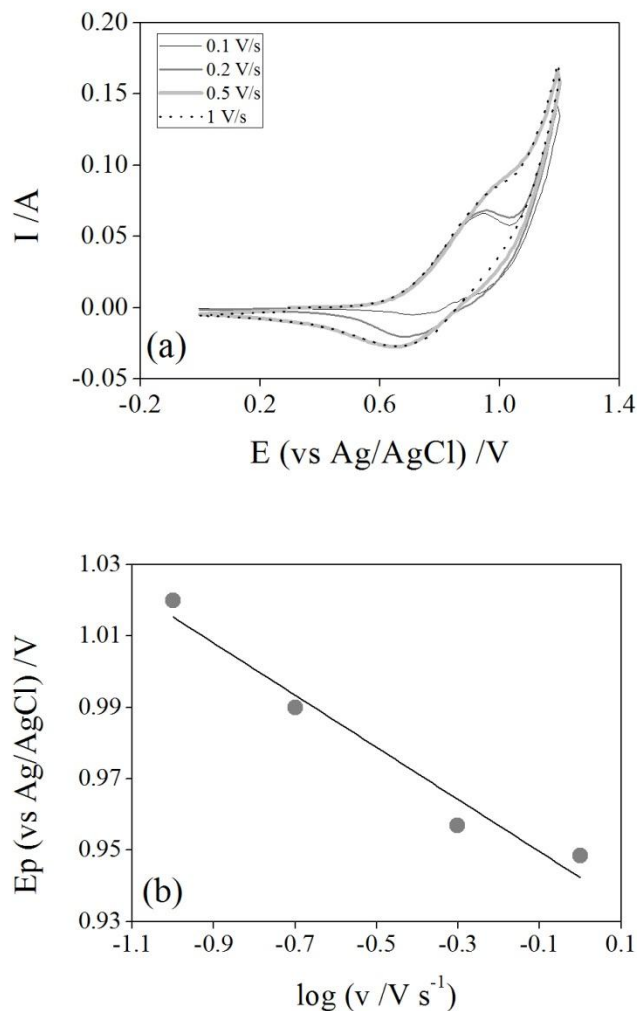 0.20
0.15
0.10
0.05
0.00
-0.05
I /A
0.1 V/s
0.2 V/s
0.5 V/s
1 V/s
(a)
-0.2 0.2 0.6 1.0 1.4
E (vs Ag/AgCl) /V
1.03
1.01
0.99
0.97
0.95
0.93
Ep (vs Ag/AgCl) /V
(b)
-1.1 -0.9 -0.7 -0.5 -0.3 -0.1 0.1
log (v /V s⁻¹)